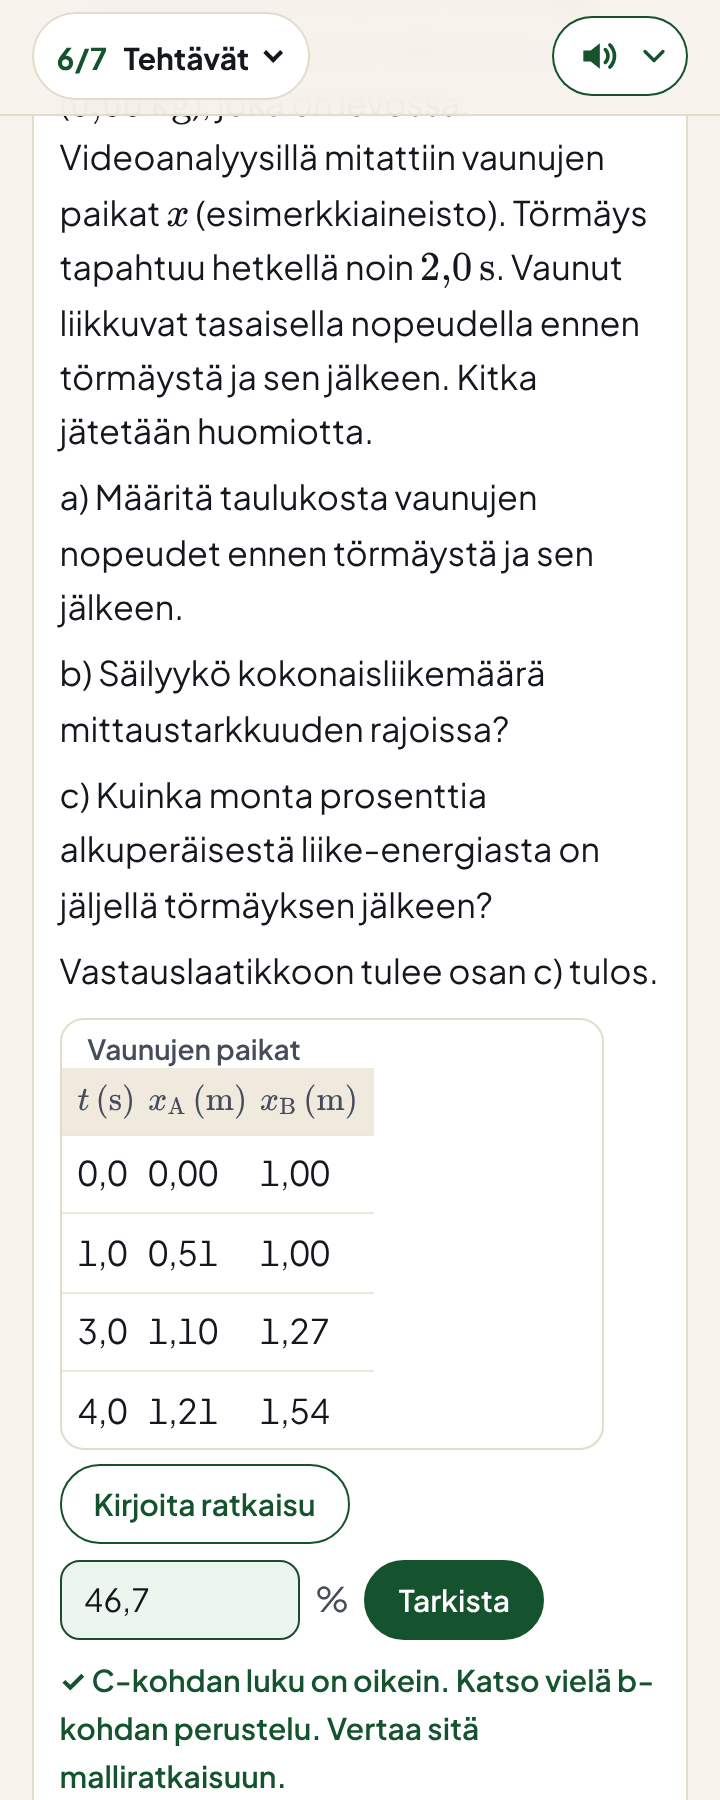 6/7 Tehtävät
Videoanalyysillä mitattiin vaunujen
paikat x (esimerkkiaineisto). Törmäys
tapahtuu hetkellä noin 2,0 s. Vaunut
liikkuvat tasaisella nopeudella ennen
törmäystä ja sen jälkeen. Kitka
jätetään huomiotta.
a) Määritä taulukosta vaunujen
nopeudet ennen törmäystä ja sen
jälkeen.
b) Säilyykö kokonaisliikemäärä
mittaustarkkuuden rajoissa?
c) Kuinka monta prosenttia
alkuperäisestä liike-energiasta on
jäljellä törmäyksen jälkeen?
Vastauslaatikkoon tulee osan c) tulos.
Vaunujen paikat
t (s) x_A (m) x_B (m)
0,0 0,00 1,00
1,0 0,51 1,00
3,0 1,10 1,27
4,0 1,21 1,54
Kirjoita ratkaisu
46,7 % Tarkista
✓ C-kohdan luku on oikein. Katso vielä b-
kohdan perustelu. Vertaa sitä
malliratkaisuun.